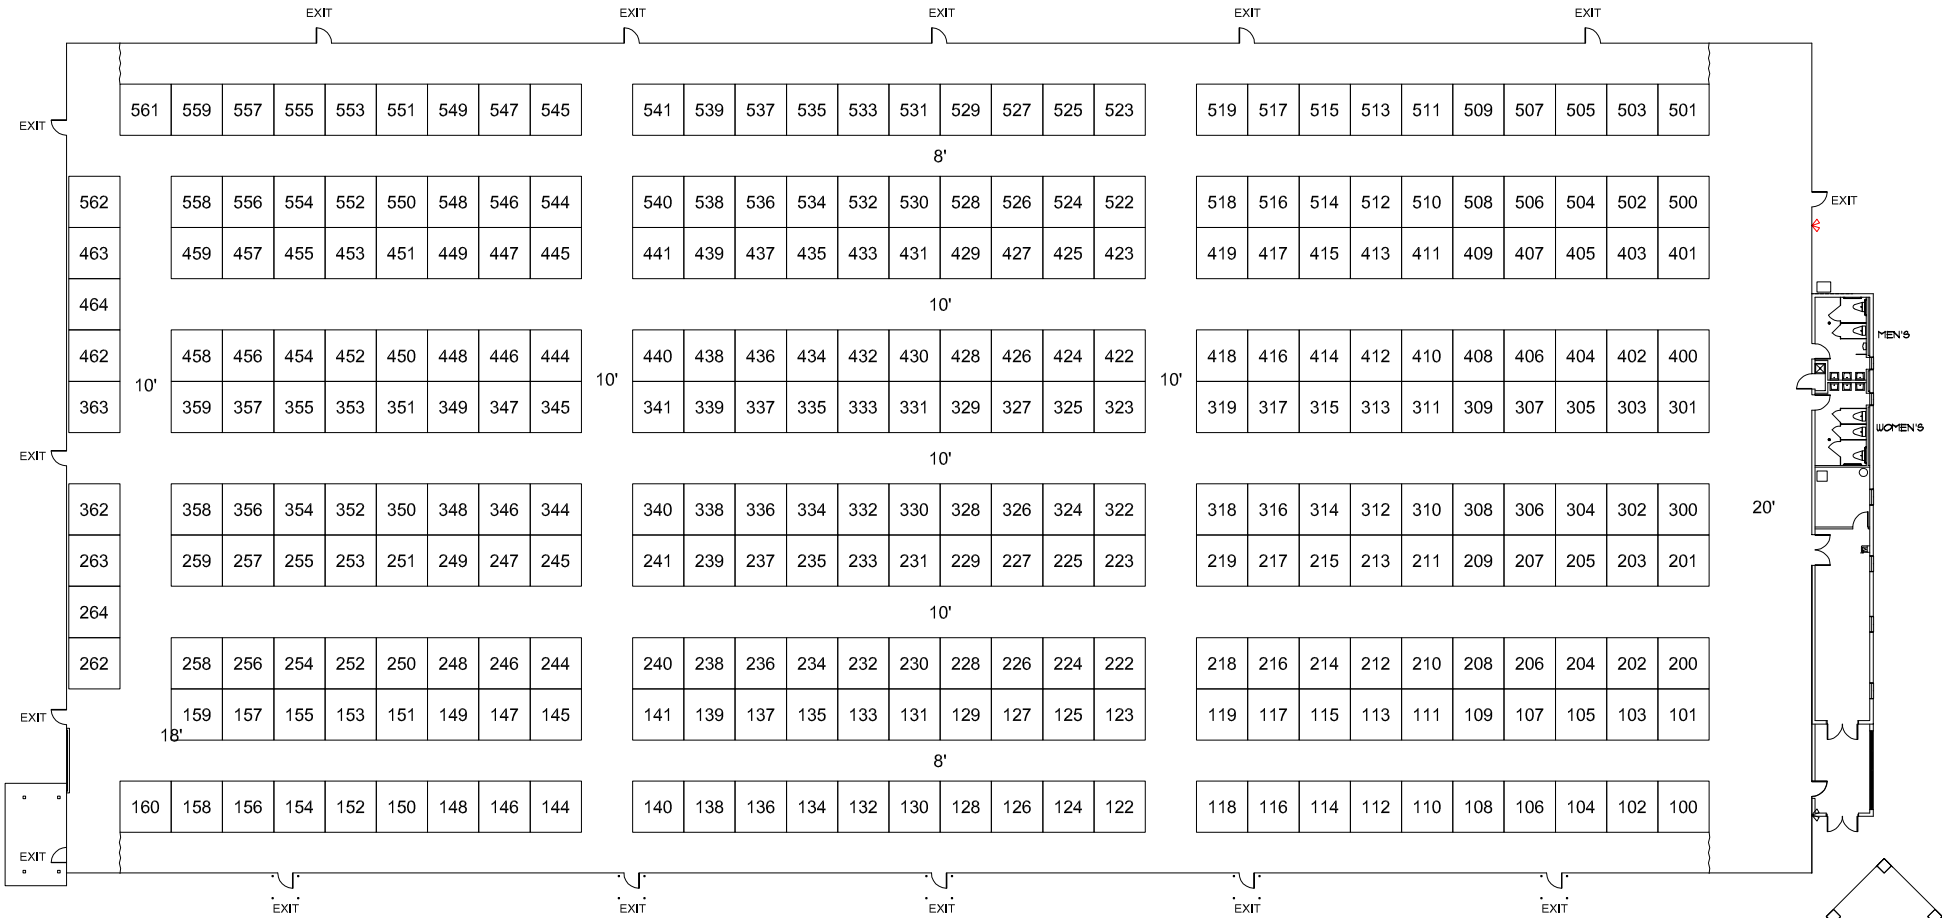 EXIT EXIT EXIT EXIT EXIT
561 559 557 555 553 551 549 547 545 541 539 537 535 533 531 529 527 525 523 519 517 515 513 511 509 507 505 503 501
EXIT
8'
562 558 556 554 552 550 548 546 544 540 538 536 534 532 530 528 526 524 522 518 516 514 512 510 508 506 504 502 500
EXIT
463 459 457 455 453 451 449 447 445 441 439 437 435 433 431 429 427 425 423 419 417 415 413 411 409 407 405 403 401
464 10'
MEN'S
462 458 456 454 452 450 448 446 444 440 438 436 434 432 430 428 426 424 422 418 416 414 412 410 408 406 404 402 400
10' 10' 10'
363 359 357 355 353 351 349 347 345 341 339 337 335 333 331 329 327 325 323 319 317 315 313 311 309 307 305 303 301
WOMEN'S
EXIT 10'
362 358 356 354 352 350 348 346 344 340 338 336 334 332 330 328 326 324 322 318 316 314 312 310 308 306 304 302 300
20'
263 259 257 255 253 251 249 247 245 241 239 237 235 233 231 229 227 225 223 219 217 215 213 211 209 207 205 203 201
264 10'
262 258 256 254 252 250 248 246 244 240 238 236 234 232 230 228 226 224 222 218 216 214 212 210 208 206 204 202 200
EXIT
159 157 155 153 151 149 147 145 141 139 137 135 133 131 129 127 125 123 119 117 115 113 111 109 107 105 103 101
18'
8'
160 158 156 154 152 150 148 146 144 140 138 136 134 132 130 128 126 124 122 118 116 114 112 110 108 106 104 102 100
EXIT
EXIT EXIT EXIT EXIT EXIT